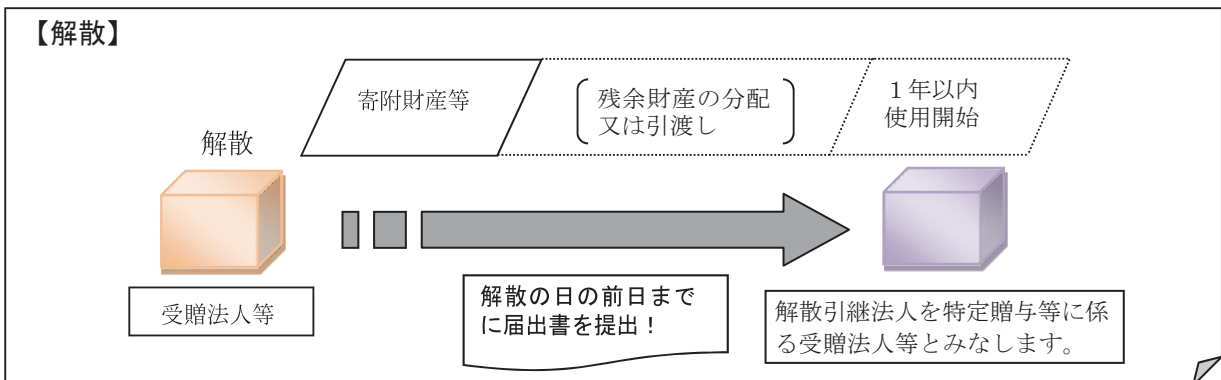 【解散】
寄附財産等
残余財産の分配
又は引渡し
1年以内
使用開始
解散
受贈法人等
解散の日の前日まで
に届出書を提出！
解散引継法人を特定贈与等に係
る受贈法人等とみなします。